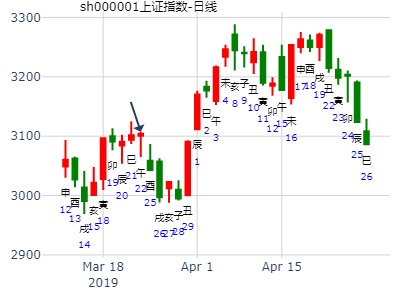 sh000001上证指数-日线
3300
3200
3100
3000
2900
申
12
酉
13
戌
14
亥
15
寅
18
卯
19
辰
20
巳
21
午
22
酉
25
戌
26
亥
27
子
28
丑
29
辰
1
巳
2
午
3
未
4
亥
8
子
9
丑
10
寅
11
卯
12
午
15
未
16
申
17
酉
18
戌
19
丑
22
寅
23
卯
24
辰
25
巳
26
Mar 18
2019
Apr 1
Apr 15